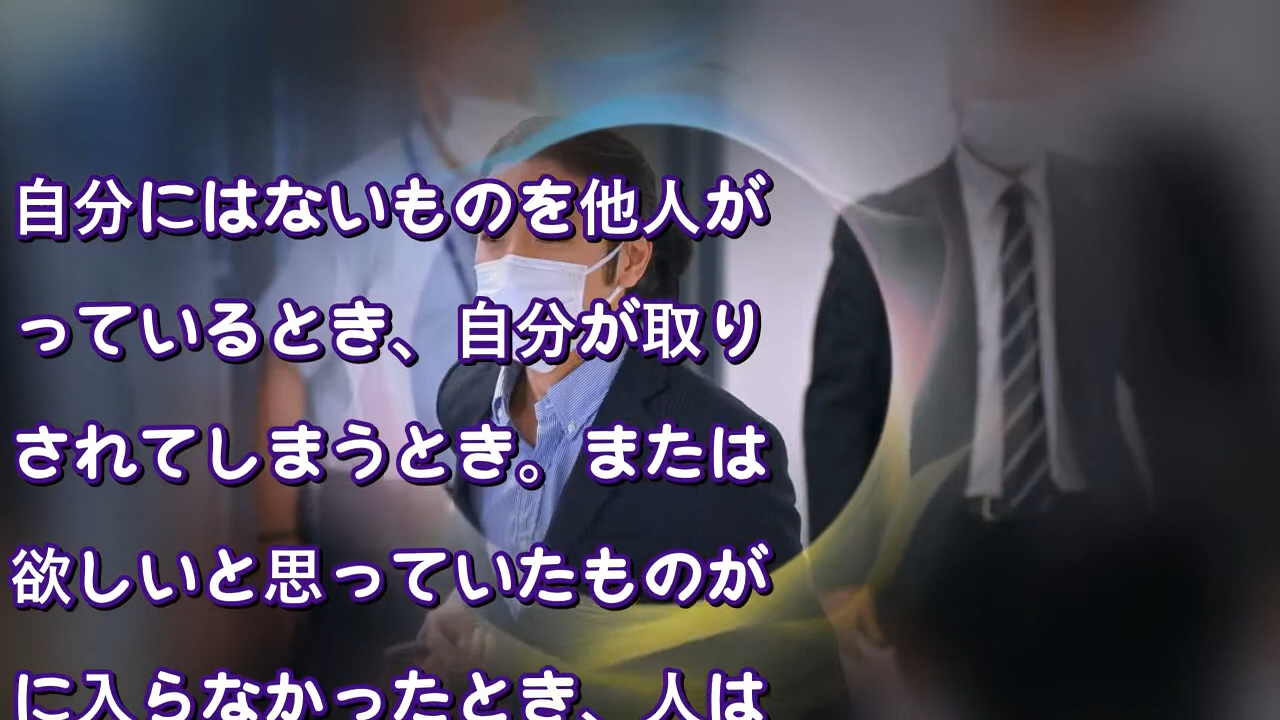 自分にはないものを他人が
っているとき、自分が取り
されてしまうとき。または
欲しいと思っていたものが
に入らなかったとき、人は